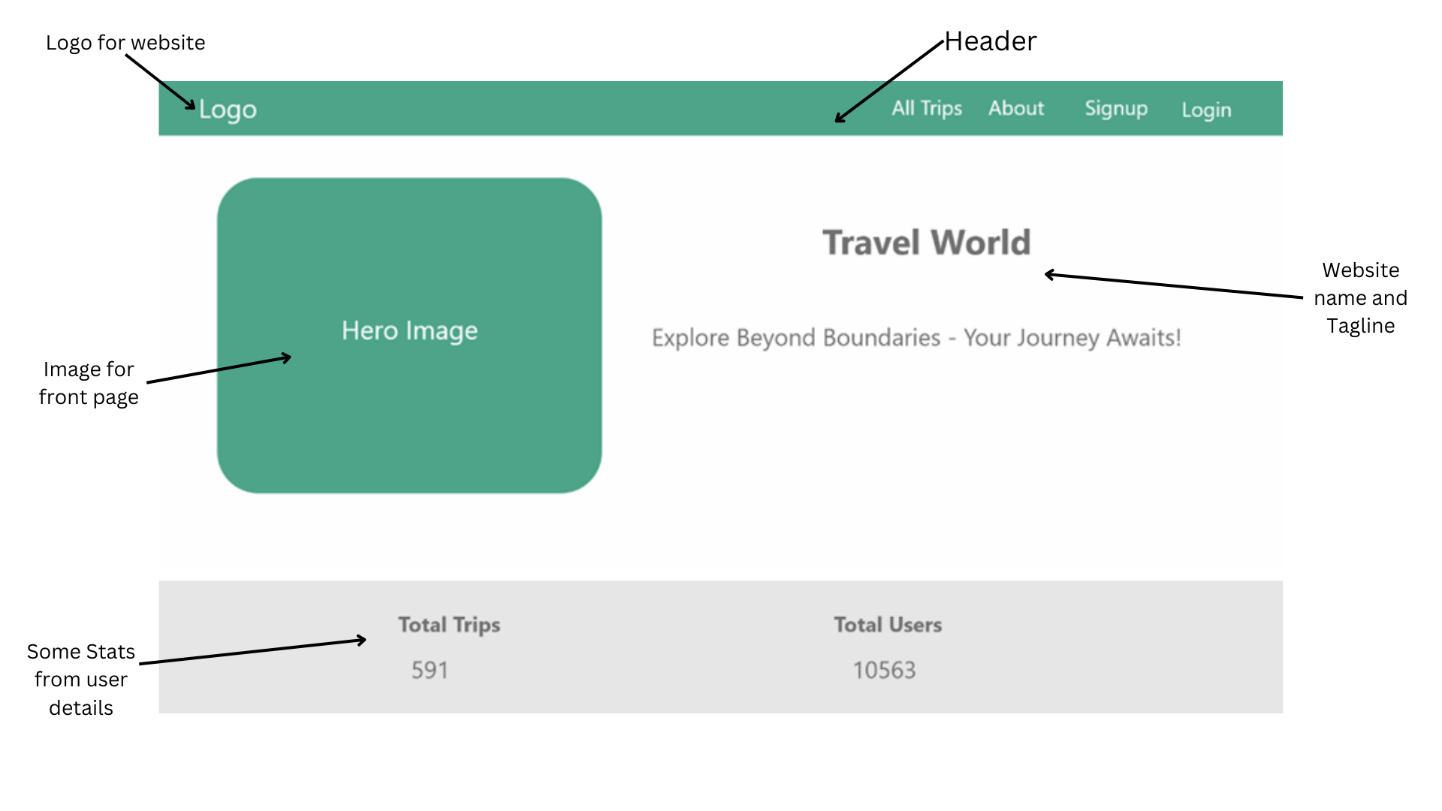 Logo for website
Header
Logo
All Trips
About
Signup
Login
Travel World
Website
name and
Tagline
Hero Image
Explore Beyond Boundaries - Your Journey Awaits!
Image for
front page
Total Trips
Total Users
Some Stats
from user
details
591
10563